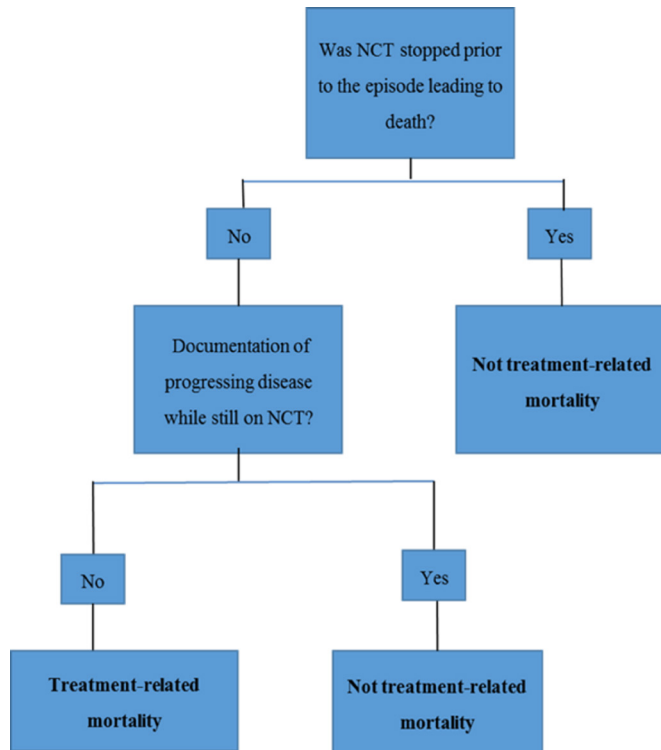 Was NCT stopped prior
to the episode leading to
death?
No
Yes
Documentation of
progressing disease
while still on NCT?
Not treatment-related
mortality
No
Yes
Treatment-related
mortality
Not treatment-related
mortality